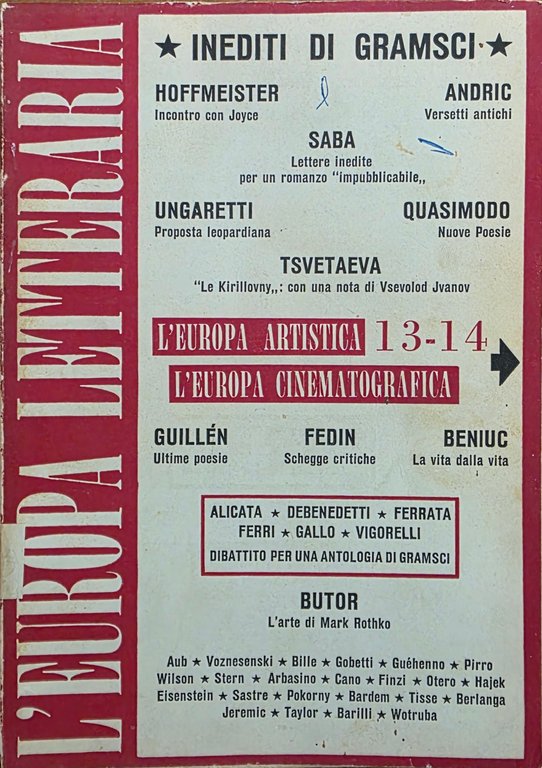 L'EUROPA LETTERARIA
★ INEDITI DI GRAMSCI ★
HOFFMEISTER
Incontro con Joyce
ANDRIC
Versetti antichi
SABA
Lettere inedite
per un romanzo "impubblicabile„
UNGARETTI
Proposta leopardiana
QUASIMODO
Nuove Poesie
TSVETAEVA
"Le Kirillovny„: con una nota di Vsevolod Jvanov
L'EUROPA ARTISTICA 13-14
L'EUROPA CINEMATOGRAFICA
GUILLÉN
Ultime poesie
FEDIN
Schegge critiche
BENIUC
La vita dalla vita
ALICATA ★ DEBENEDETTI ★ FERRATA
FERRI ★ GALLO ★ VIGORELLI
DIBATTITO PER UNA ANTOLOGIA DI GRAMSCI
BUTOR
L'arte di Mark Rothko
Aub ★ Voznesenski ★ Bille ★ Gobetti ★ Guéhenno ★ Pirro
Wilson ★ Stern ★ Arbasino ★ Cano ★ Finzi ★ Otero ★ Hajek
Eisenstein ★ Sastre ★ Pokorny ★ Bardem ★ Tisse ★ Berlanga
Jeremic ★ Taylor ★ Barilli ★ Wotruba